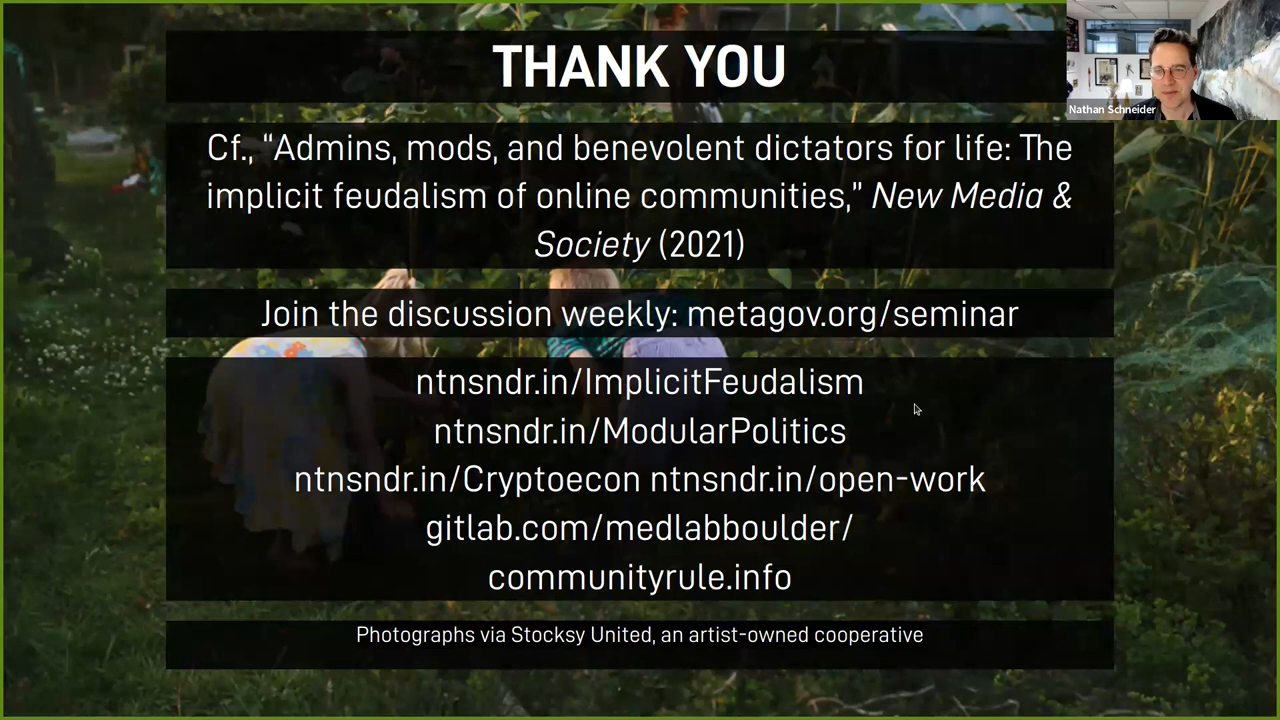 THANK YOU
Nathan Schneider
Cf., “Admins, mods, and benevolent dictators for life: The
implicit feudalism of online communities,” New Media &
Society (2021)
Join the discussion weekly: metagov.org/seminar
ntnsndr.in/ImplicitFeudalism
ntnsndr.in/ModularPolitics
ntnsndr.in/Cryptoecon ntnsndr.in/open-work
gitlab.com/medlabboulder/
communityrule.info
Photographs via Stocksy United, an artist-owned cooperative